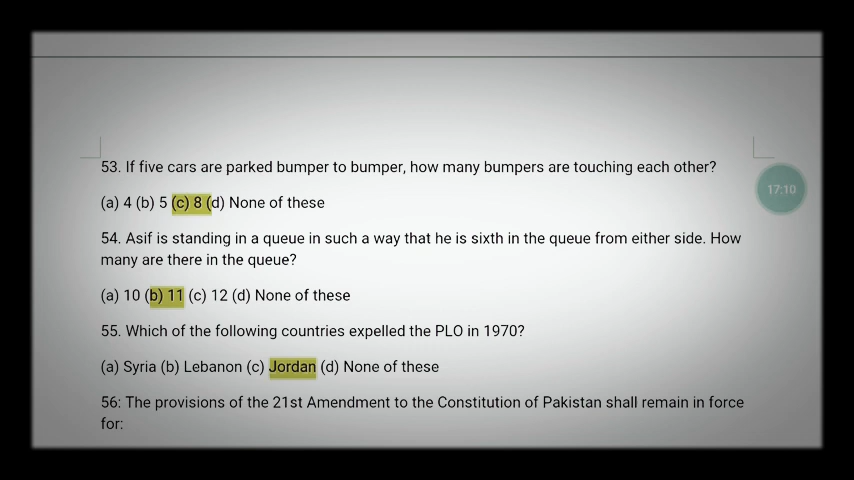 53. If five cars are parked bumper to bumper, how many bumpers are touching each other?
(a) 4 (b) 5 (c) 8 (d) None of these
17:10
54. Asif is standing in a queue in such a way that he is sixth in the queue from either side. How
many are there in the queue?
(a) 10 (b) 11 (c) 12 (d) None of these
55. Which of the following countries expelled the PLO in 1970?
(a) Syria (b) Lebanon (c) Jordan (d) None of these
56: The provisions of the 21st Amendment to the Constitution of Pakistan shall remain in force
for: